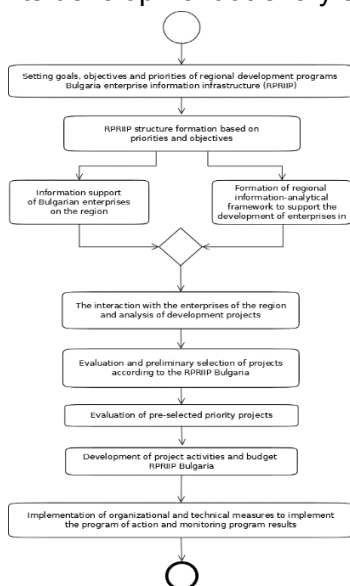 Setting goals, objectives and priorities of regional development programs
Bulgaria enterprise information infrastructure (RPRIIP)
RPRIIP structure formation based on
priorities and objectives
Information support
of Bulgarian enterprises
on the region
Formation of regional
information-analytical
framework to support the
development of enterprises in
The interaction with the enterprises of the region
and analysis of development projects
Evaluation and preliminary selection of projects
according to the RPRIIP Bulgaria
Evaluation of pre-selected priority projects
Development of project activities and budget
RPRIIP Bulgaria
Implementation of organizational and technical measures to implement
the program of action and monitoring program results